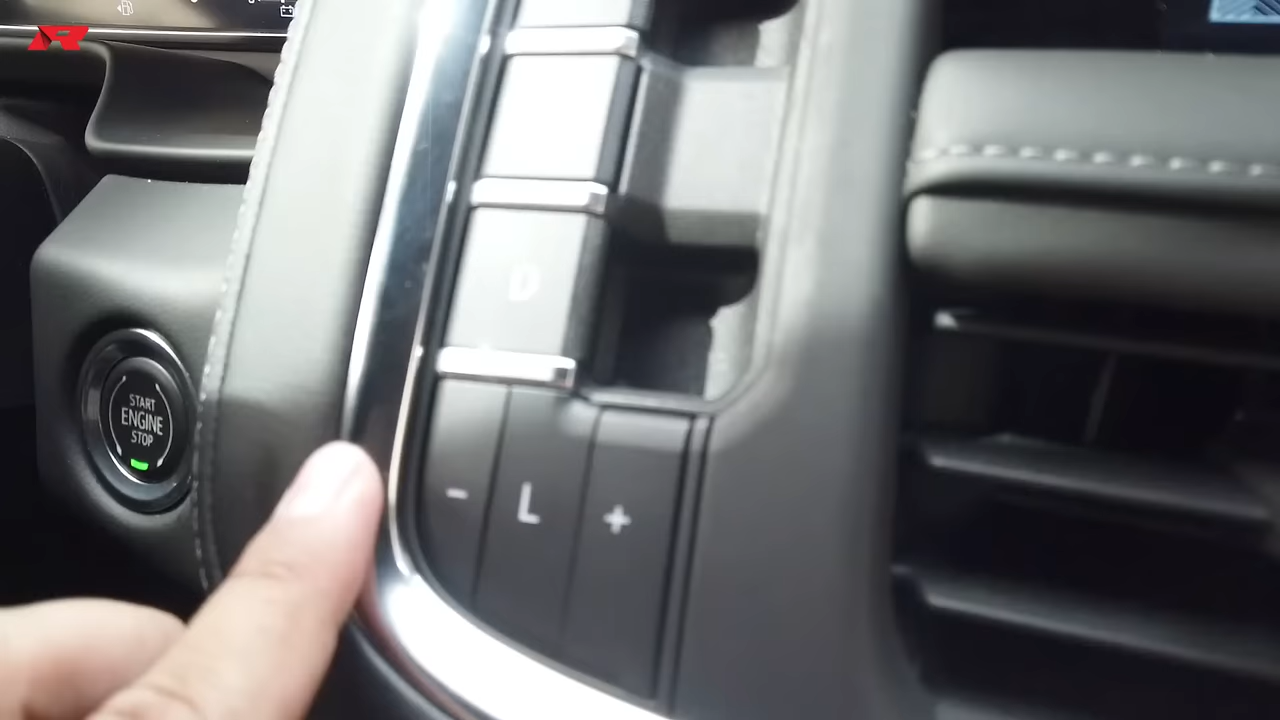 D
START
ENGINE
STOP
- L +